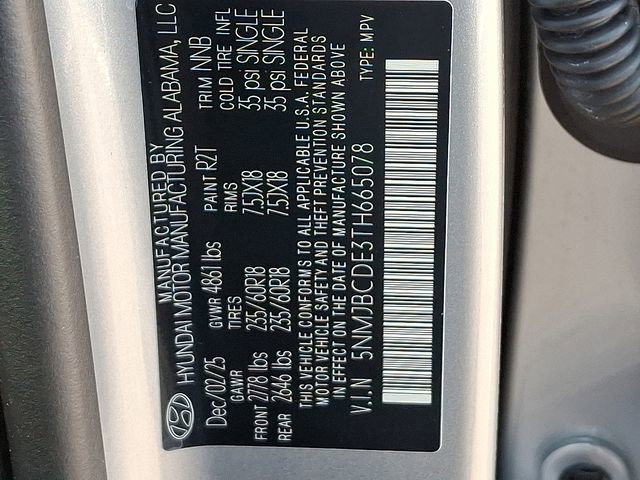 MANUFACTURED BY
HYUNDAI MOTOR MANUFACTURING ALABAMA, LLC
Dec/02/25 GVWR 4861 lbs PAINT R2T TRIM NNB
GAWR TIRES RIMS COLD TIRE INFL
FRONT 2778 lbs 235/60R18 7.5JX18 35 psi SINGLE
REAR 2646 lbs 235/60R18 7.5JX18 35 psi SINGLE
THIS VEHICLE CONFORMS TO ALL APPLICABLE U.S.A. FEDERAL
MOTOR VEHICLE SAFETY AND THEFT PREVENTION STANDARDS
IN EFFECT ON THE DATE OF MANUFACTURE SHOWN ABOVE
V.I.N 5NMJBCDE3TH665078 TYPE: MPV